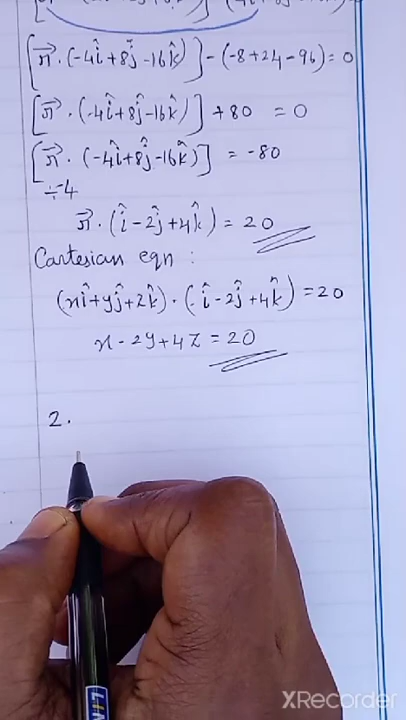 [r⃗ · (-4î+8ĵ-16k̂)] - (-8+24-96) = 0
[r⃗ · (-4î+8ĵ-16k̂)] + 80 = 0
[r⃗ · (-4î+8ĵ-16k̂)] = -80
÷-4
r⃗ · (î-2ĵ+4k̂) = 20
Cartesian eqn :
(xî+yĵ+zk̂) · (î-2ĵ+4k̂) = 20
x-2y+4z = 20
2.
LIN
XRecorder